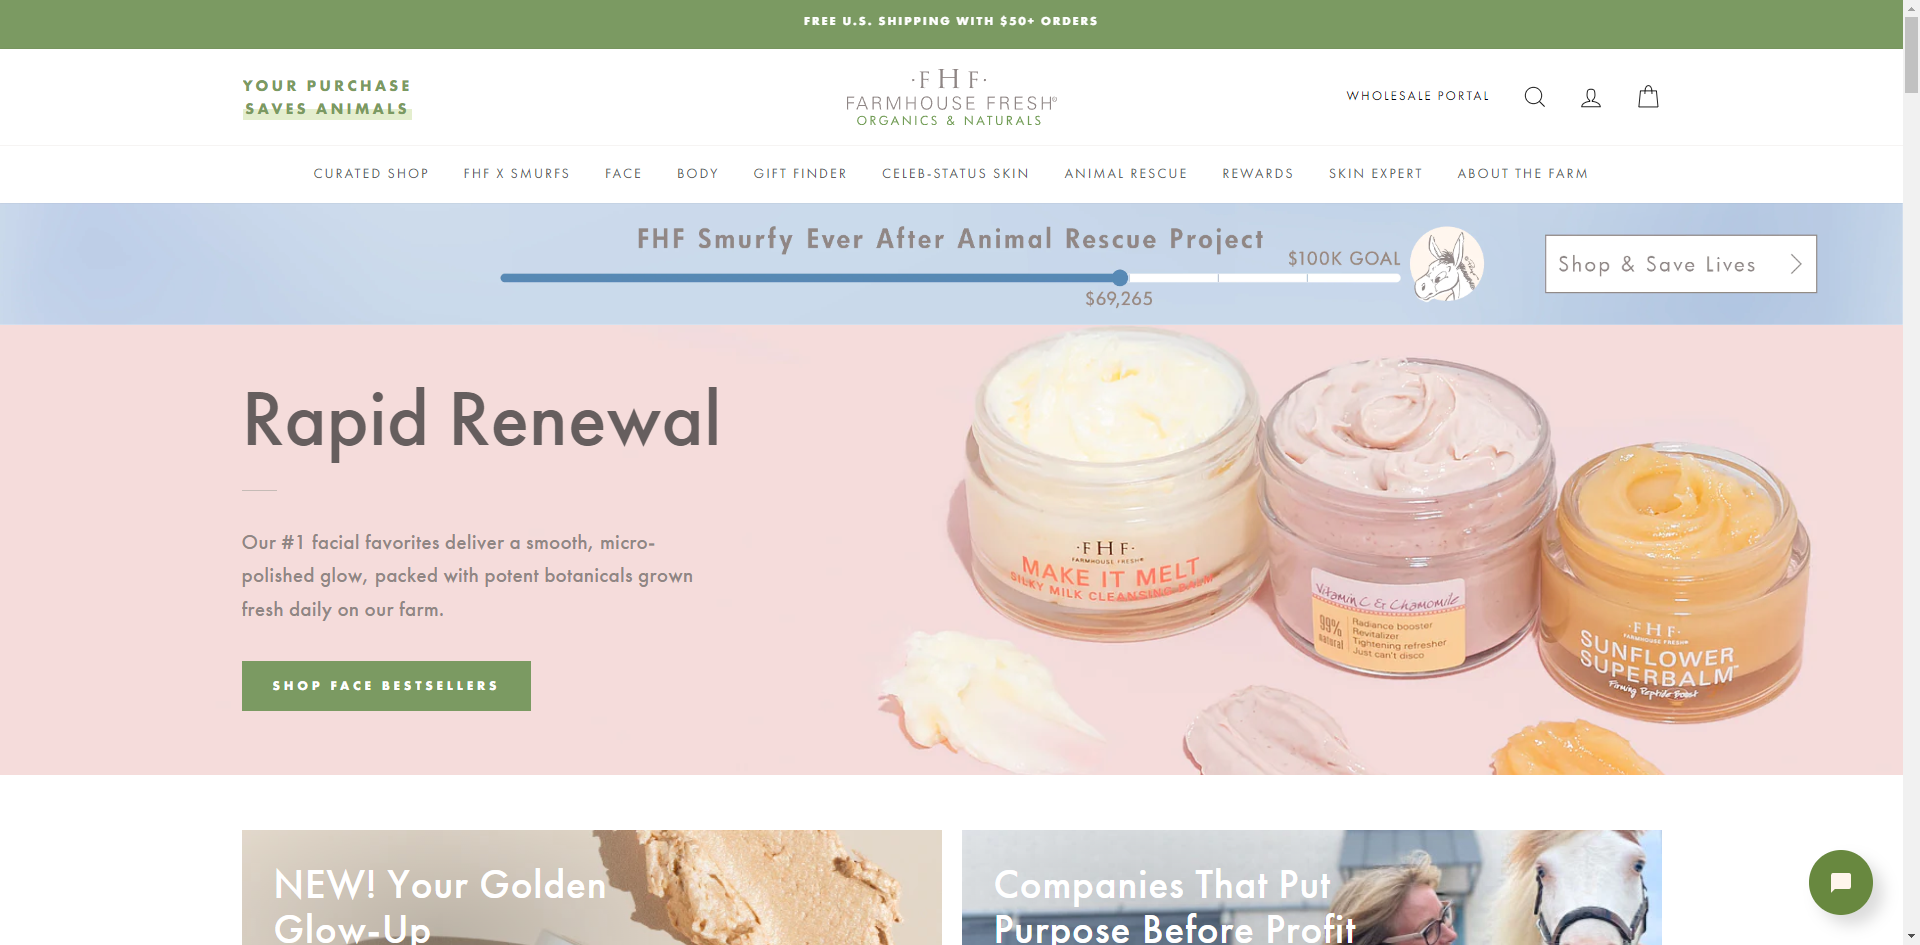 FREE U.S. SHIPPING WITH $50+ ORDERS
YOUR PURCHASE
SAVES ANIMALS
·FHF·
FARMHOUSE FRESH®
ORGANICS & NATURALS
WHOLESALE PORTAL
CURATED SHOP
FHF X SMURFS
FACE
BODY
GIFT FINDER
CELEB-STATUS SKIN
ANIMAL RESCUE
REWARDS
SKIN EXPERT
ABOUT THE FARM
FHF Smurfy Ever After Animal Rescue Project
$100K GOAL
$69,265
Shop & Save Lives
Rapid Renewal
Our #1 facial favorites deliver a smooth, micro-
polished glow, packed with potent botanicals grown
fresh daily on our farm.
SHOP FACE BESTSELLERS
·FHF·
FARMHOUSE FRESH®
MAKE IT MELT
SILKY MILK CLEANSING BALM
Vitamin C & Chamomile
99%
natural
Radiance booster
Revitalizer
Tightening refresher
Just can't disco
·FHF·
FARMHOUSE FRESH®
SUNFLOWER
SUPERBALM™
Firming Peptide Boost
NEW! Your Golden
Glow-Up
Companies That Put
Purpose Before Profit